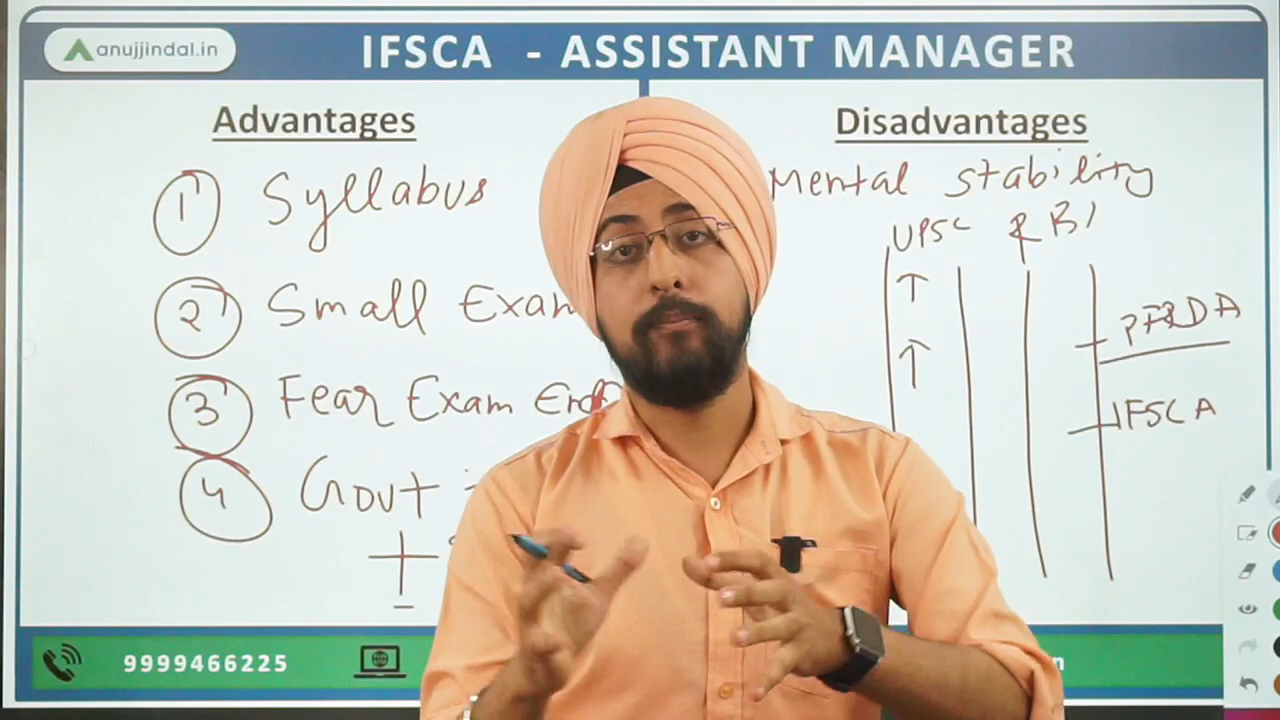 anujjindal.in
IFSCA - ASSISTANT MANAGER
Advantages
Disadvantages
1 Syllabus
2 Small Exam
3 Fear Exam
4 Govt
+
Mental stability
UPSC RBI
↑
↑
PFRDA
IFSCA
9999466225